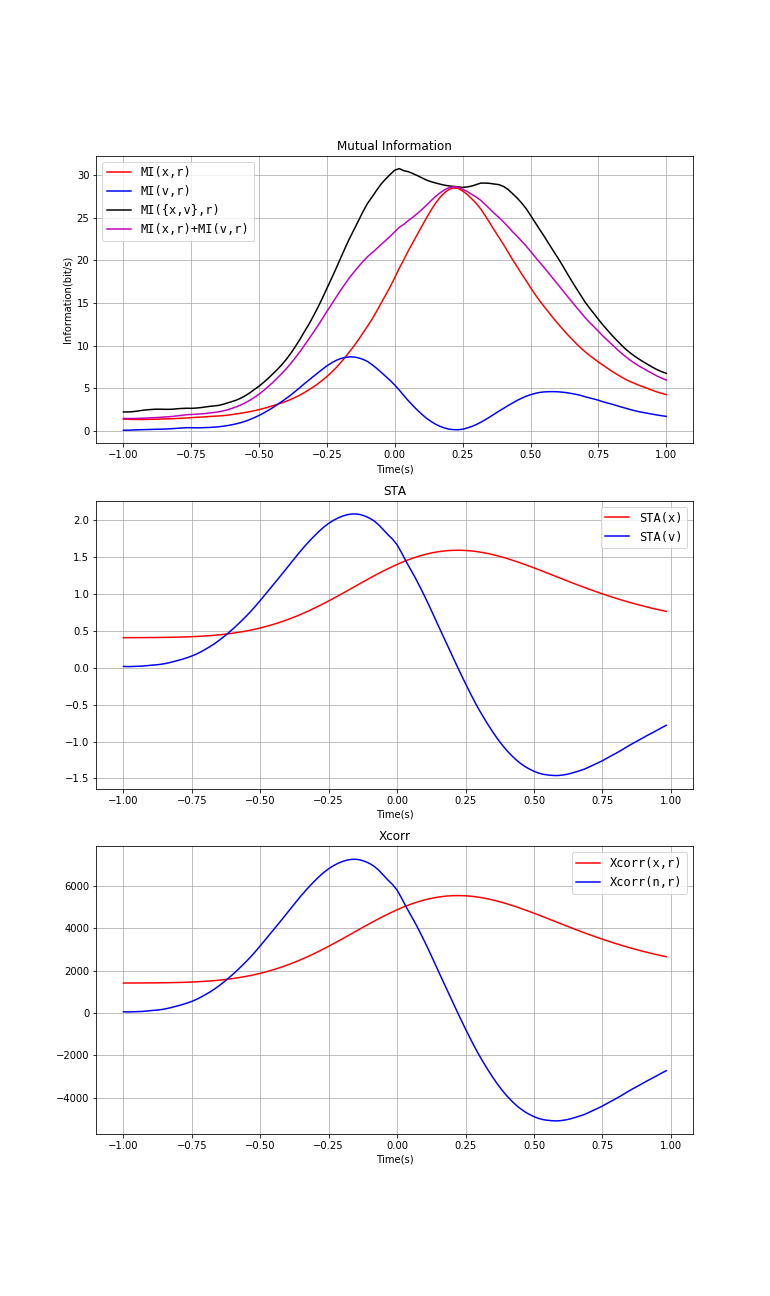 Mutual Information
MI(x,r)
MI(v,r)
MI({x,v},r)
MI(x,r)+MI(v,r)
Information(bit/s)
30
25
20
15
10
5
0
−1.00 −0.75 −0.50 −0.25 0.00 0.25 0.50 0.75 1.00
Time(s)
STA
STA(x)
STA(v)
2.0
1.5
1.0
0.5
0.0
−0.5
−1.0
−1.5
−1.00 −0.75 −0.50 −0.25 0.00 0.25 0.50 0.75 1.00
Time(s)
Xcorr
Xcorr(x,r)
Xcorr(n,r)
6000
4000
2000
0
−2000
−4000
−1.00 −0.75 −0.50 −0.25 0.00 0.25 0.50 0.75 1.00
Time(s)